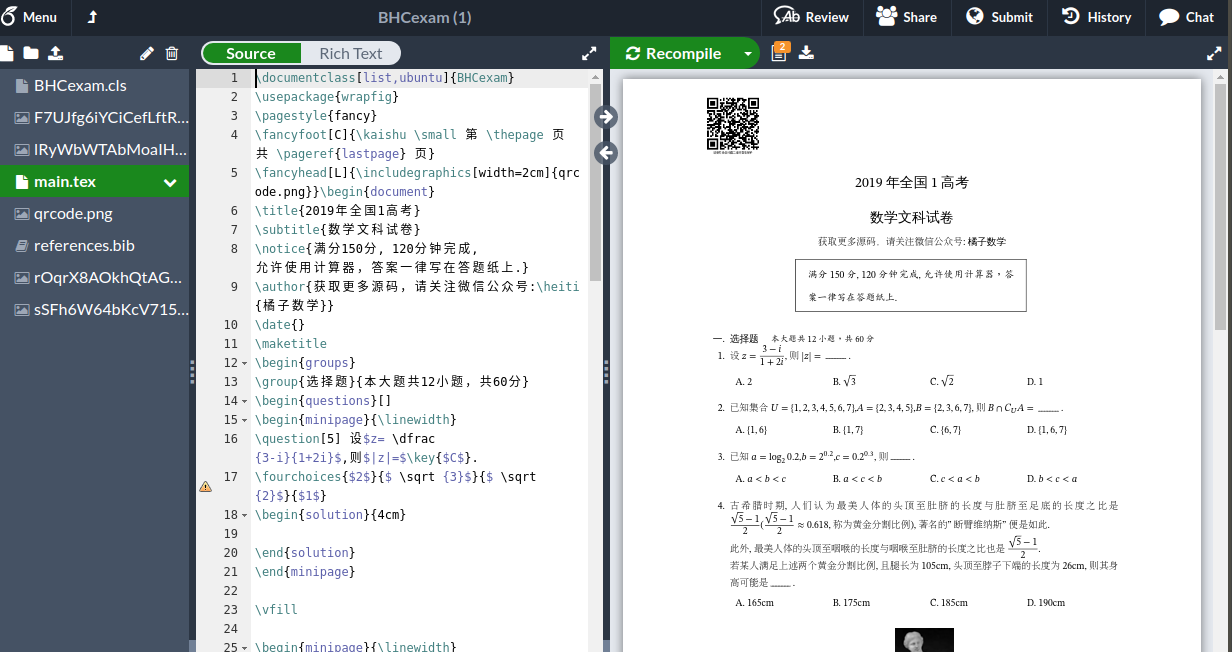 Menu
BHCexam (1)
Review
Share
Submit
History
Chat
Source
Rich Text
Recompile
2
BHCexam.cls
F7UJfg6iYCiCefLftR...
IRyWbWTAbMoaIH...
main.tex
qrcode.png
references.bib
rOqrX8AOkhQtAG...
sSFh6W64bKcV715...
1 \documentclass[list,ubuntu]{BHCexam}
2 \usepackage{wrapfig}
3 \pagestyle{fancy}
4 \fancyfoot[C]{\kaishu \small 第 \thepage 页
共 \pageref{lastpage} 页}
5 \fancyhead[L]{\includegraphics[width=2cm]{qrc
ode.png}}\begin{document}
6 \title{2019年全国1高考}
7 \subtitle{数学文科试卷}
8 \notice{满分150分, 120分钟完成,
允许使用计算器，答案一律写在答题纸上.}
9 \author{获取更多源码，请关注微信公众号:\heiti
{橘子数学}}
10 \date{}
11 \maketitle
12 \begin{groups}
13 \group{选择题}{本大题共12小题，共60分}
14 \begin{questions}[]
15 \begin{minipage}{\linewidth}
16 \question[5] 设$z= \dfrac
{3-i}{1+2i}$,则$|z|=$\key{$C$}.
17 \fourchoices{$2$}{$ \sqrt {3}$}{$ \sqrt
{2}$}{$1$}
18 \begin{solution}{4cm}
19
20 \end{solution}
21 \end{minipage}
22
23 \vfill
24
25 \begin{minipage}{\linewidth}
2019 年全国 1 高考
数学文科试卷
获取更多源码，请关注微信公众号: 橘子数学
满分 150 分, 120 分钟完成, 允许使用计算器，答
案一律写在答题纸上.
一. 选择题 本大题共 12 小题，共 60 分
1. 设 z = \frac{3 − i}{1 + 2i}, 则 |z| = ____ .
A. 2 B. √3 C. √2 D. 1
2. 已知集合 U = {1, 2, 3, 4, 5, 6, 7},A = {2, 3, 4, 5},B = {2, 3, 6, 7}, 则 B ∩ C_U A = ____ .
A. {1, 6} B. {1, 7} C. {6, 7} D. {1, 6, 7}
3. 已知 a = log₂ 0.2,b = 2^{0.2},c = 0.2^{0.3}, 则 ____ .
A. a < b < c B. a < c < b C. c < a < b D. b < c < a
4. 古希腊时期, 人们认为最美人体的头顶至肚脐的长度与肚脐至足底的长度之比是
\frac{√5 − 1}{2}(\frac{√5 − 1}{2} ≈ 0.618, 称为黄金分割比例), 著名的” 断臂维纳斯” 便是如此.
此外, 最美人体的头顶至咽喉的长度与咽喉至肚脐的长度之比也是 \frac{√5 − 1}{2}.
若某人满足上述两个黄金分割比例, 且腿长为 105cm, 头顶至脖子下端的长度为 26cm, 则其身
高可能是 ____ .
A. 165cm B. 175cm C. 185cm D. 190cm